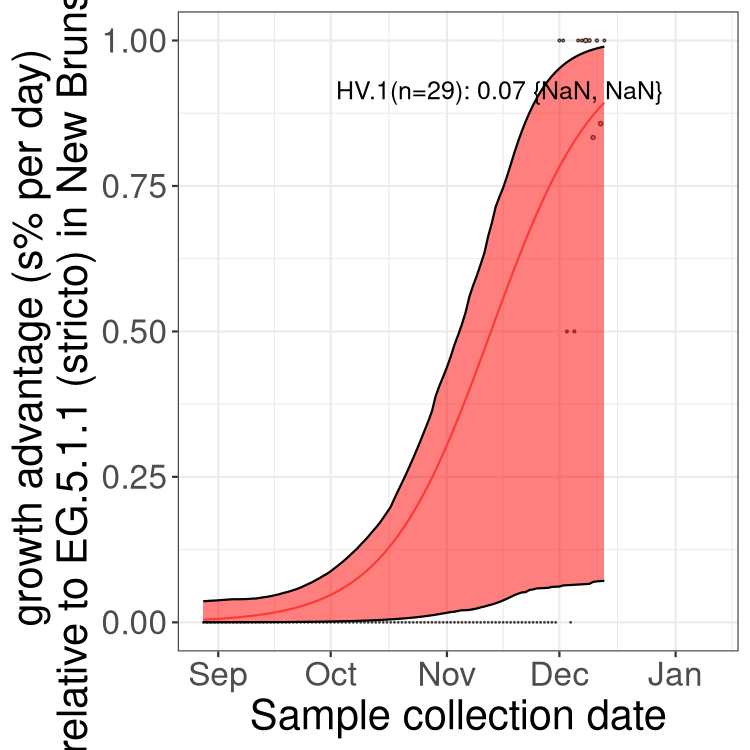 growth advantage (s% per day)
relative to EG.5.1.1 (stricto) in New Bruns
1.00
0.75
0.50
0.25
0.00
HV.1(n=29): 0.07 {NaN, NaN}
Sep Oct Nov Dec Jan
Sample collection date